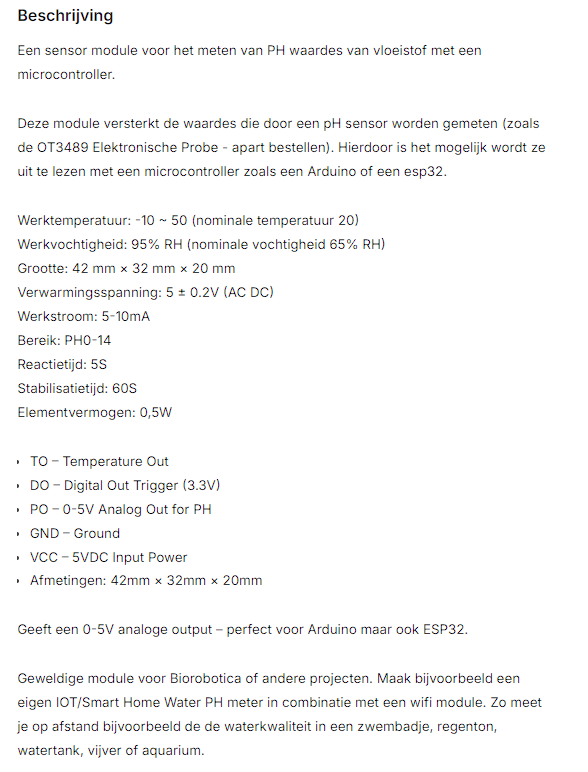 Beschrijving
Een sensor module voor het meten van PH waardes van vloeistof met een
microcontroller.
Deze module versterkt de waardes die door een pH sensor worden gemeten (zoals
de OT3489 Elektronische Probe - apart bestellen). Hierdoor is het mogelijk wordt ze
uit te lezen met een microcontroller zoals een Arduino of een esp32.
Werktemperatuur: -10 ~ 50 (nominale temperatuur 20)
Werkvochtigheid: 95% RH (nominale vochtigheid 65% RH)
Grootte: 42 mm × 32 mm × 20 mm
Verwarmingsspanning: 5 ± 0.2V (AC DC)
Werkstroom: 5-10mA
Bereik: PH0-14
Reactietijd: 5S
Stabilisatietijd: 60S
Elementvermogen: 0,5W
TO – Temperature Out
DO – Digital Out Trigger (3.3V)
PO – 0-5V Analog Out for PH
GND – Ground
VCC – 5VDC Input Power
Afmetingen: 42mm × 32mm × 20mm
Geeft een 0-5V analoge output – perfect voor Arduino maar ook ESP32.
Geweldige module voor Biorobotica of andere projecten. Maak bijvoorbeeld een
eigen IOT/Smart Home Water PH meter in combinatie met een wifi module. Zo meet
je op afstand bijvoorbeeld de de waterkwaliteit in een zwembadje, regenton,
watertank, vijver of aquarium.